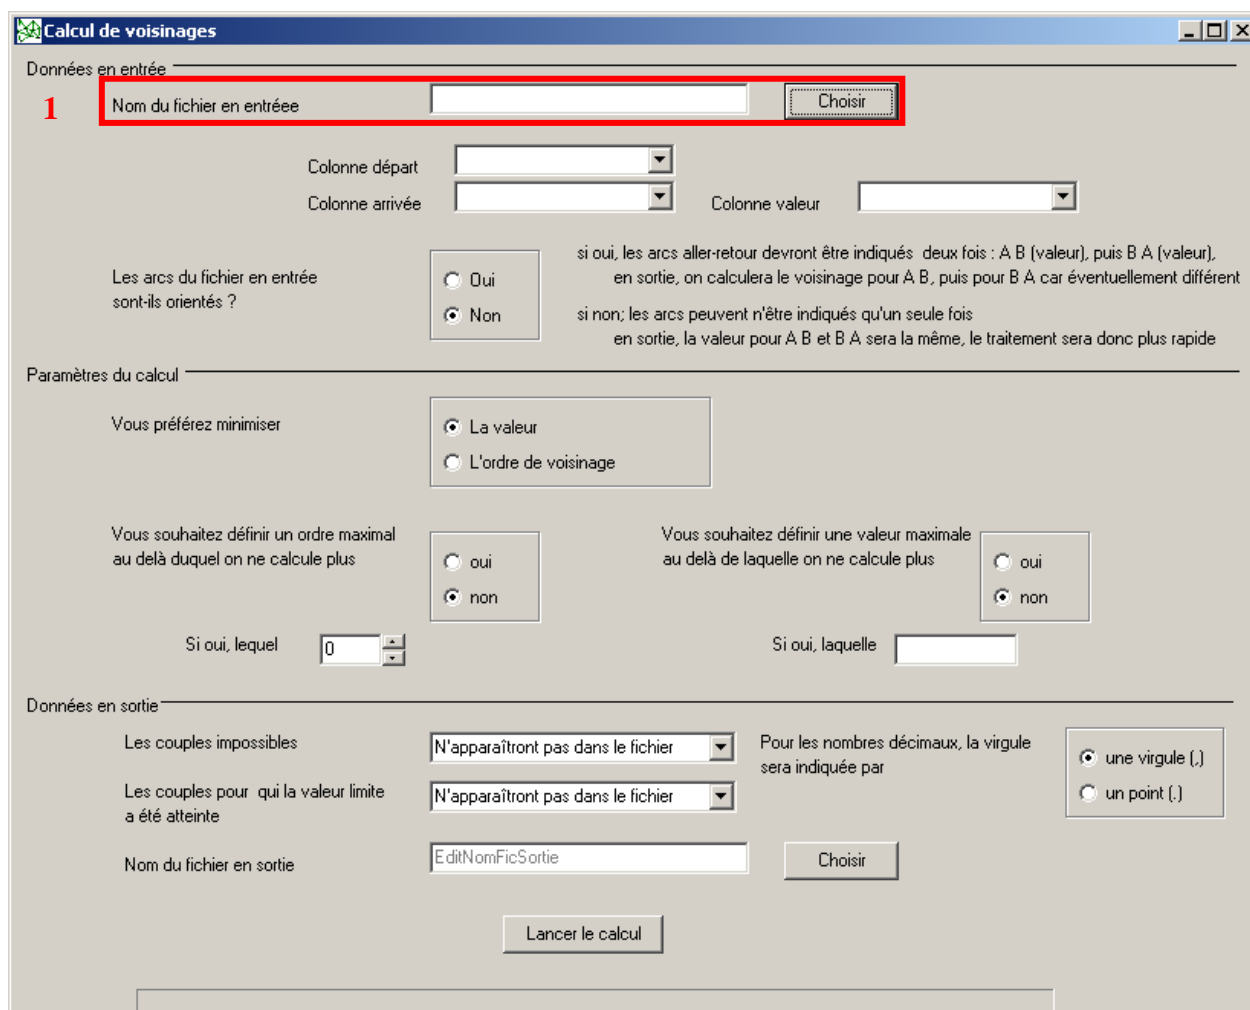 Calcul de voisinages
Données en entrée
1
Nom du fichier en entréee
Choisir
Colonne départ
Colonne arrivée
Colonne valeur
Les arcs du fichier en entrée
sont-ils orientés ?
Oui
Non
si oui, les arcs aller-retour devront être indiqués deux fois : A B (valeur), puis B A (valeur),
en sortie, on calculera le voisinage pour A B, puis pour B A car éventuellement différent
si non; les arcs peuvent n'être indiqués qu'un seule fois
en sortie, la valeur pour A B et B A sera la même, le traitement sera donc plus rapide
Paramètres du calcul
Vous préférez minimiser
La valeur
L'ordre de voisinage
Vous souhaitez définir un ordre maximal
au delà duquel on ne calcule plus
oui
non
Vous souhaitez définir une valeur maximale
au delà de laquelle on ne calcule plus
oui
non
Si oui, lequel
0
Si oui, laquelle
Données en sortie
Les couples impossibles
N'apparaîtront pas dans le fichier
Pour les nombres décimaux, la virgule
sera indiquée par
une virgule (,)
un point (.)
Les couples pour qui la valeur limite
a été atteinte
N'apparaîtront pas dans le fichier
Nom du fichier en sortie
EditNomFicSortie
Choisir
Lancer le calcul